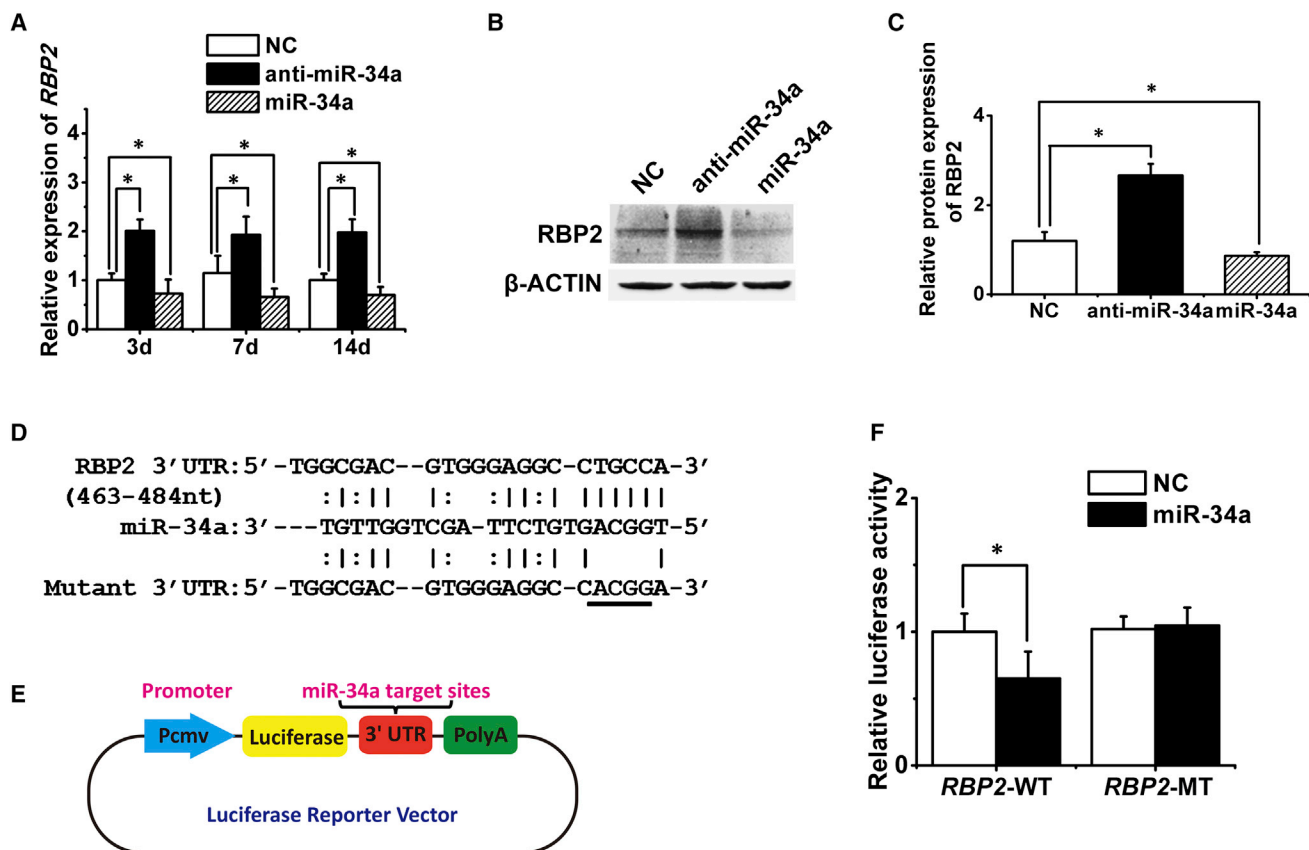 A
NC
anti-miR-34a
miR-34a
Relative expression of RBP2
4
3
2
1
0
* * * * * *
3d 7d 14d
B
NC anti-miR-34a miR-34a
RBP2
β-ACTIN
C
Relative protein expression
of RBP2
4
2
0
* *
NC anti-miR-34a miR-34a
D
RBP2 3′UTR:5′-TGGCGAC--GTGGGAGGC-CTGCCA-3′
(463-484nt) :|:|| |: :||:| ||||||
miR-34a:3′---TGTTGGTCGA-TTCTGTGACGGT-5′
:|:|| |: :||:| | |
Mutant 3′UTR:5′-TGGCGAC-GTGGGAGGC-CACGGA-3′
E
Promoter miR-34a target sites
Pcmv Luciferase 3' UTR PolyA
Luciferase Reporter Vector
F
NC
miR-34a
Relative luciferase activity
2
1
0
*
RBP2-WT RBP2-MT